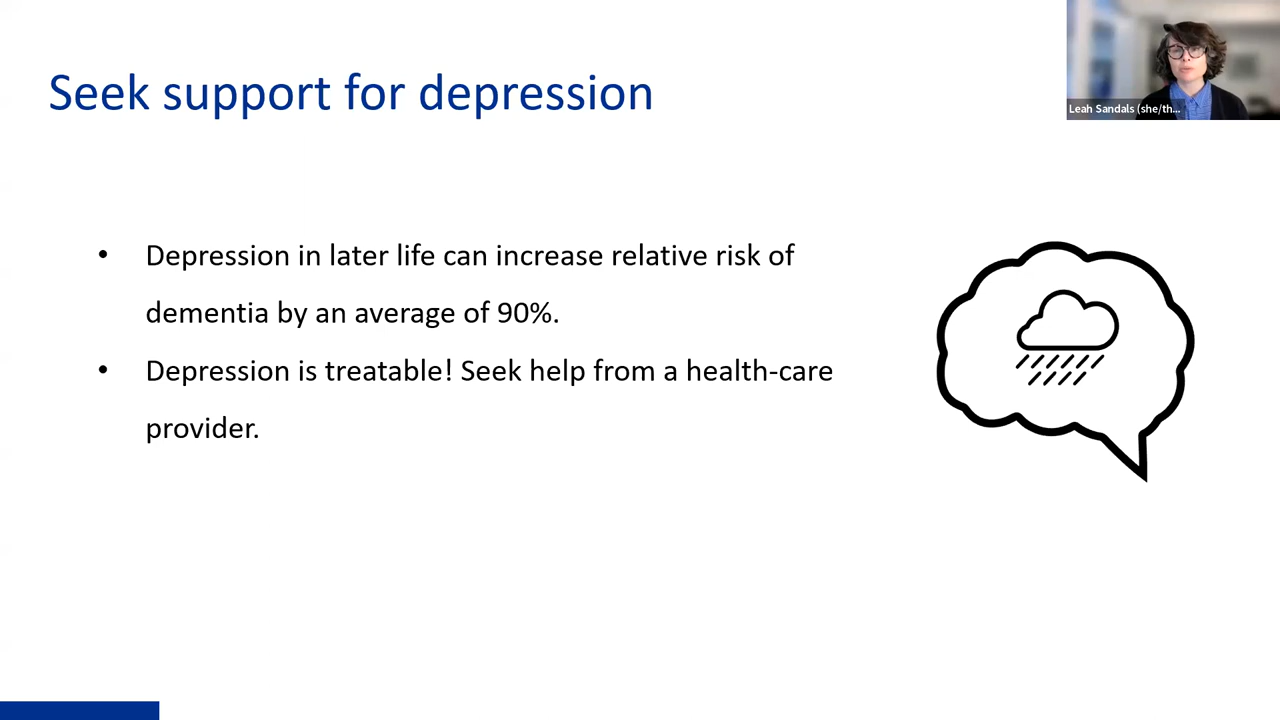 Seek support for depression
Leah Sandals (she/th...
• Depression in later life can increase relative risk of
dementia by an average of 90%.
• Depression is treatable! Seek help from a health-care
provider.